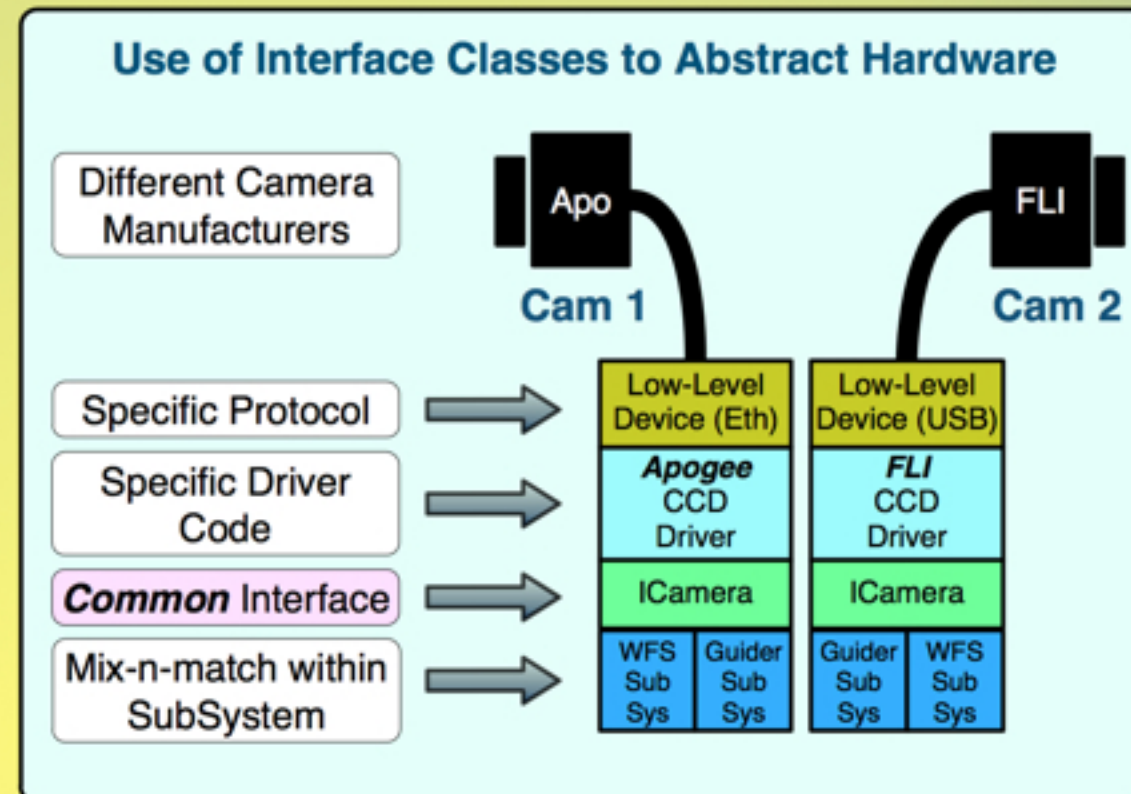 Use of Interface Classes to Abstract Hardware
Different Camera
Manufacturers
Apo
FLI
Cam 1
Cam 2
Specific Protocol
Low-Level
Device (Eth)
Low-Level
Device (USB)
Specific Driver
Code
Apogee
CCD
Driver
FLI
CCD
Driver
Common Interface
ICamera
ICamera
Mix-n-match within
SubSystem
WFS
Sub
Sys
Guider
Sub
Sys
Guider
Sub
Sys
WFS
Sub
Sys